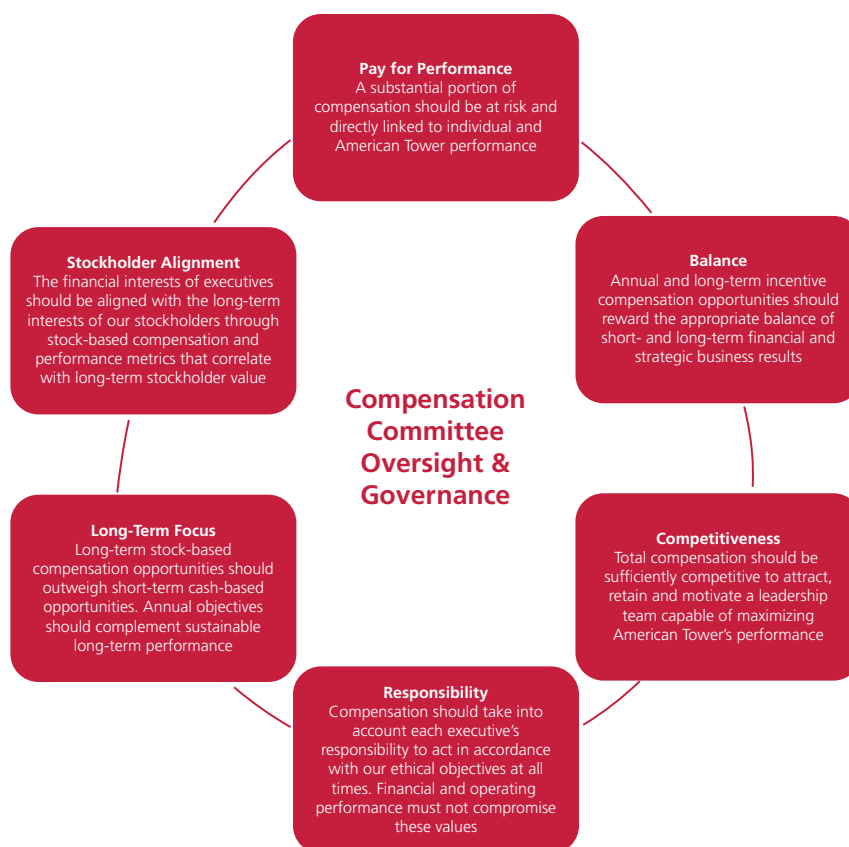 Pay for Performance
A substantial portion of
compensation should be at risk and
directly linked to individual and
American Tower performance
Stockholder Alignment
The financial interests of executives
should be aligned with the long-term
interests of our stockholders through
stock-based compensation and
performance metrics that correlate
with long-term stockholder value
Balance
Annual and long-term incentive
compensation opportunities should
reward the appropriate balance of
short- and long-term financial and
strategic business results
Compensation
Committee
Oversight &
Governance
Long-Term Focus
Long-term stock-based
compensation opportunities should
outweigh short-term cash-based
opportunities. Annual objectives
should complement sustainable
long-term performance
Competitiveness
Total compensation should be
sufficiently competitive to attract,
retain and motivate a leadership
team capable of maximizing
American Tower’s performance
Responsibility
Compensation should take into
account each executive’s
responsibility to act in accordance
with our ethical objectives at all
times. Financial and operating
performance must not compromise
these values